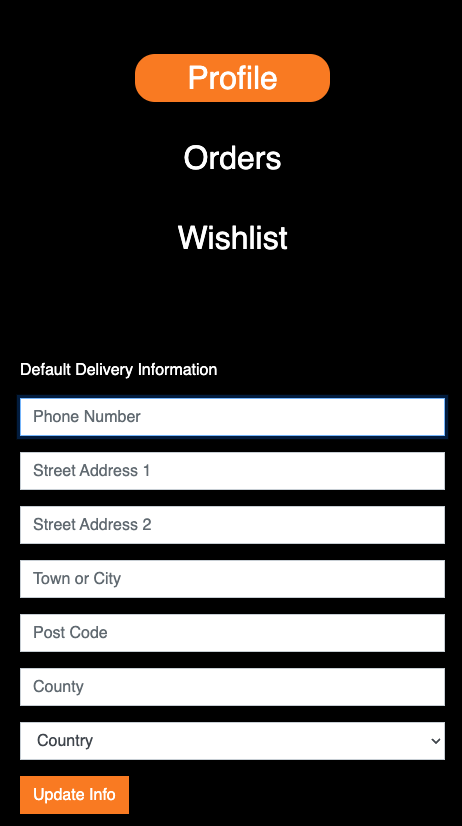 Profile
Orders
Wishlist
Default Delivery Information
Phone Number
Street Address 1
Street Address 2
Town or City
Post Code
County
Country
Update Info